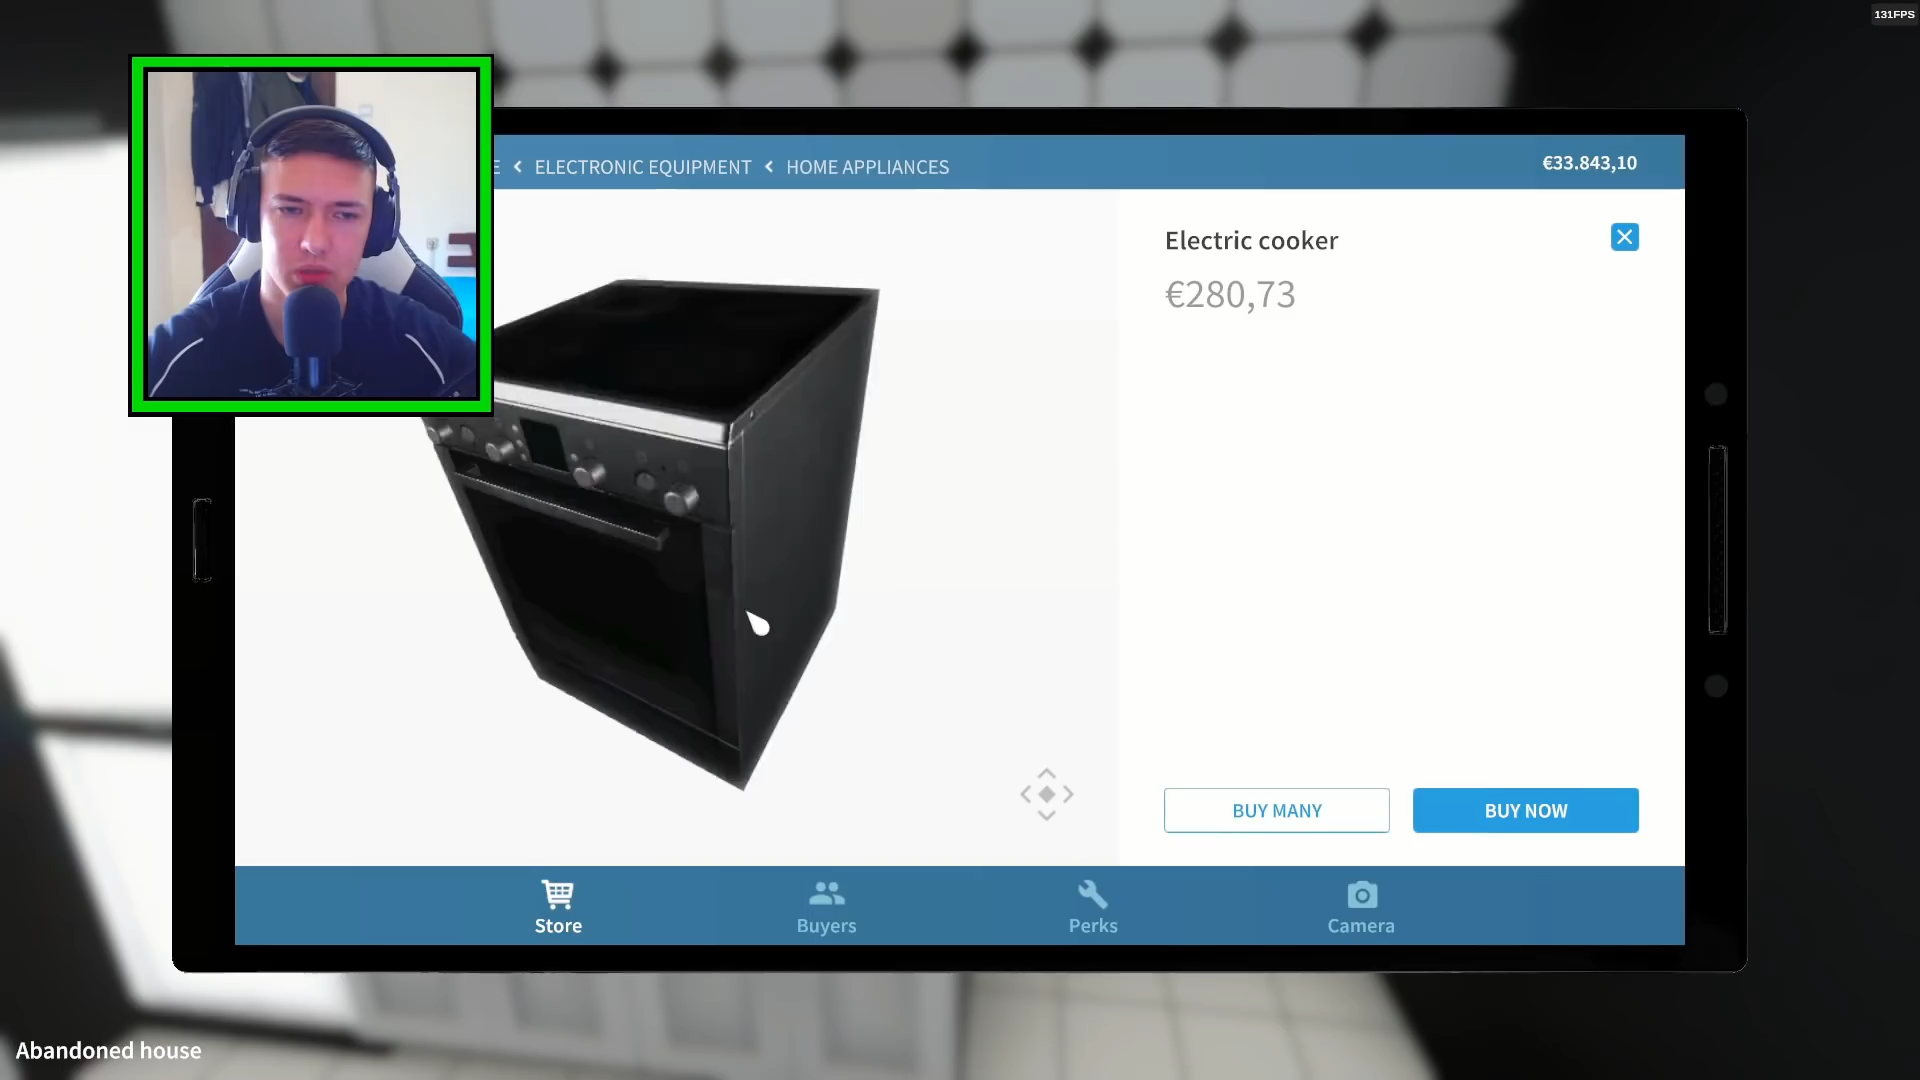 131FPS
E < ELECTRONIC EQUIPMENT < HOME APPLIANCES
€33.843,10
Electric cooker
€280,73
BUY MANY
BUY NOW
Store
Buyers
Perks
Camera
Abandoned house